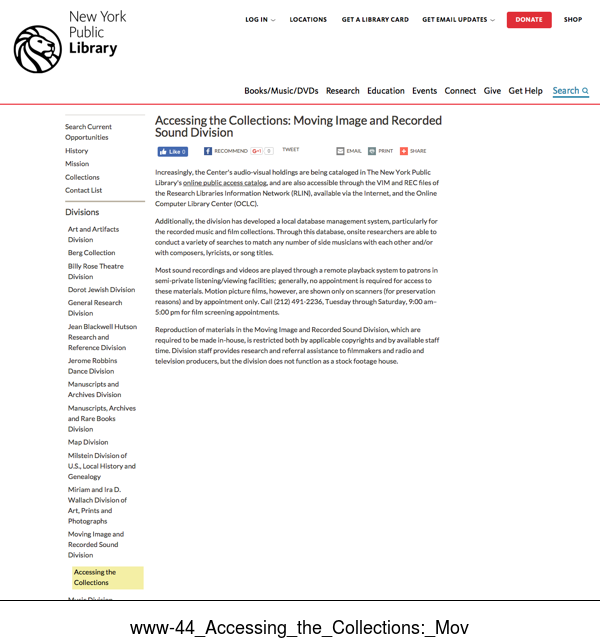 New York
Public
Library
LOG IN
LOCATIONS
GET A LIBRARY CARD
GET EMAIL UPDATES
DONATE
SHOP
Books/Music/DVDs
Research
Education
Events
Connect
Give
Get Help
Search
Search Current
Opportunities
History
Mission
Collections
Contact List
Divisions
Art and Artifacts
Division
Berg Collection
Billy Rose Theatre
Division
Dorot Jewish Division
General Research
Division
Jean Blackwell Hutson
Research and
Reference Division
Jerome Robbins
Dance Division
Manuscripts and
Archives Division
Manuscripts, Archives
and Rare Books
Division
Map Division
Milstein Division of
U.S., Local History and
Genealogy
Miriam and Ira D.
Wallach Division of
Art, Prints and
Photographs
Moving Image and
Recorded Sound
Division
Accessing the
Collections
Music Division
Accessing the Collections: Moving Image and Recorded
Sound Division
Like 0
RECOMMEND
G+1 0
TWEET
EMAIL
PRINT
SHARE
Increasingly, the Center's audio-visual holdings are being cataloged in The New York Public
Library's online public access catalog, and are also accessible through the VIM and REC files of
the Research Libraries Information Network (RLIN), available via the Internet, and the Online
Computer Library Center (OCLC).
Additionally, the division has developed a local database management system, particularly for
the recorded music and film collections. Through this database, onsite researchers are able to
conduct a variety of searches to match any number of side musicians with each other and/or
with composers, lyricists, or song titles.
Most sound recordings and videos are played through a remote playback system to patrons in
semi-private listening/viewing facilities; generally, no appointment is required for access to
these materials. Motion picture films, however, are shown only on scanners (for preservation
reasons) and by appointment only. Call (212) 491-2236, Tuesday through Saturday, 9:00 am–
5:00 pm for film screening appointments.
Reproduction of materials in the Moving Image and Recorded Sound Division, which are
required to be made in-house, is restricted both by applicable copyrights and by available staff
time. Division staff provides research and referral assistance to filmmakers and radio and
television producers, but the division does not function as a stock footage house.
www-44_Accessing_the_Collections:_Mov